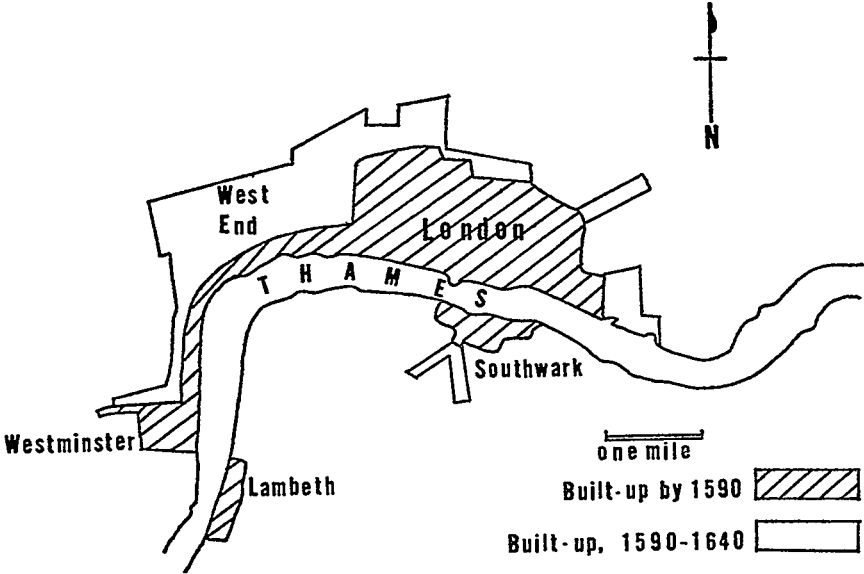 N
West
End
London
THAMES
Southwark
Westminster
Lambeth
one mile
Built-up by 1590
Built-up, 1590-1640